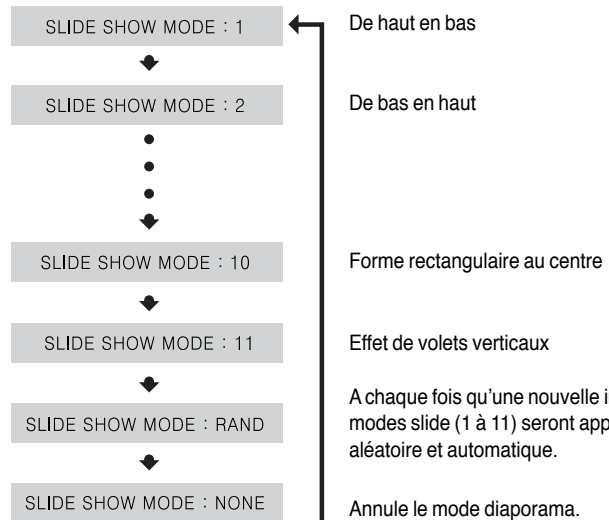 SLIDE SHOW MODE : 1
De haut en bas
SLIDE SHOW MODE : 2
De bas en haut
SLIDE SHOW MODE : 10
Forme rectangulaire au centre
SLIDE SHOW MODE : 11
Effet de volets verticaux
A chaque fois qu’une nouvelle
modes slide (1 à 11) seront
aléatoire et automatique.
SLIDE SHOW MODE : RAND
SLIDE SHOW MODE : NONE
Annule le mode diaporama.